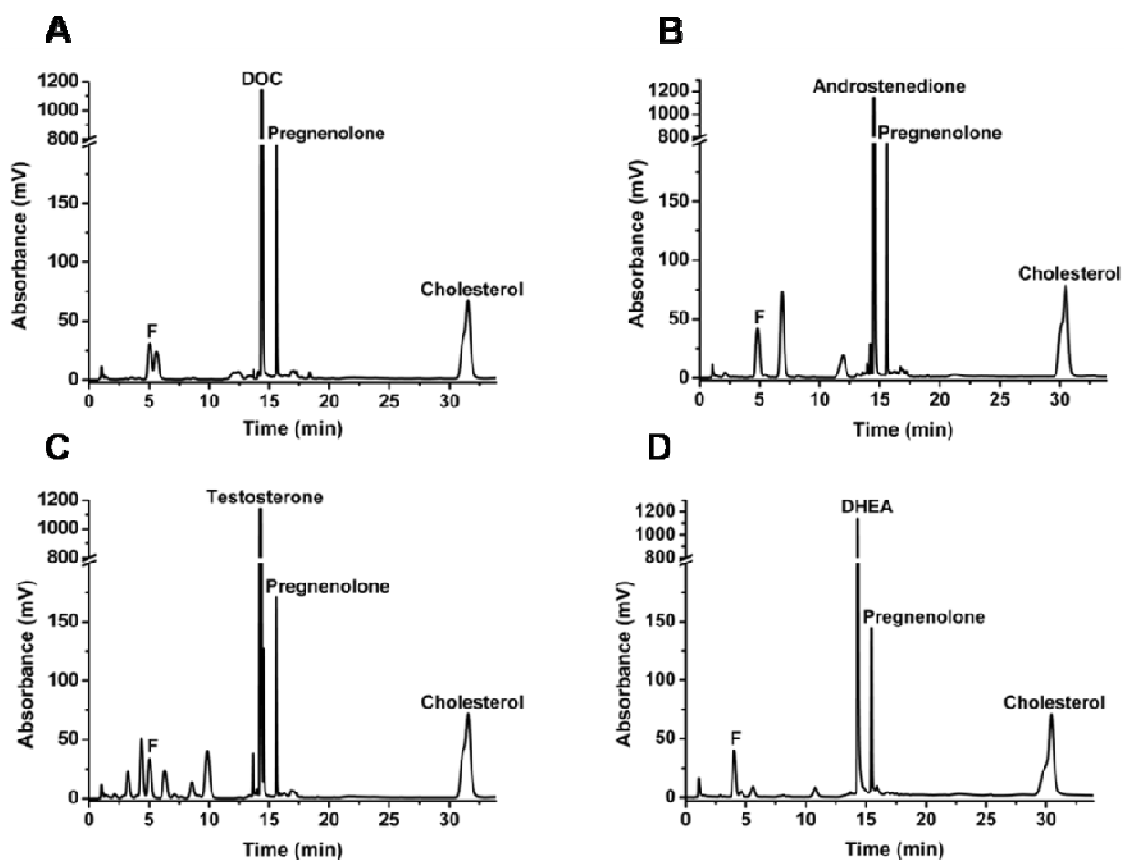 A
DOC
1200
1000
800
Pregnenolone
150
100
50
0
Absorbance (mV)
F
Cholesterol
0 5 10 15 20 25 30
Time (min)
B
Androstenedione
1200
1000
800
Pregnenolone
150
100
50
0
Absorbance (mV)
F
Cholesterol
0 5 10 15 20 25 30
Time (min)
C
Testosterone
1200
1000
800
Pregnenolone
150
100
50
0
Absorbance (mV)
F
Cholesterol
0 5 10 15 20 25 30
Time (min)
D
DHEA
1200
1000
800
Pregnenolone
150
100
50
0
Absorbance (mV)
F
Cholesterol
0 5 10 15 20 25 30
Time (min)